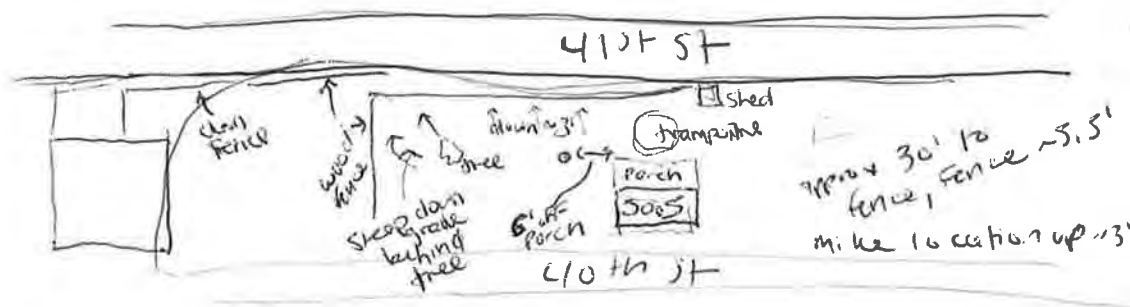 41st St
shed
trampoline
chain
fence
wood
fence
tree
down ~3'
porch
5005
6' off
porch
steep down
grade
behind
tree
approx 30' to
fence, fence ~5.5'
mike location up ~3'
40th st